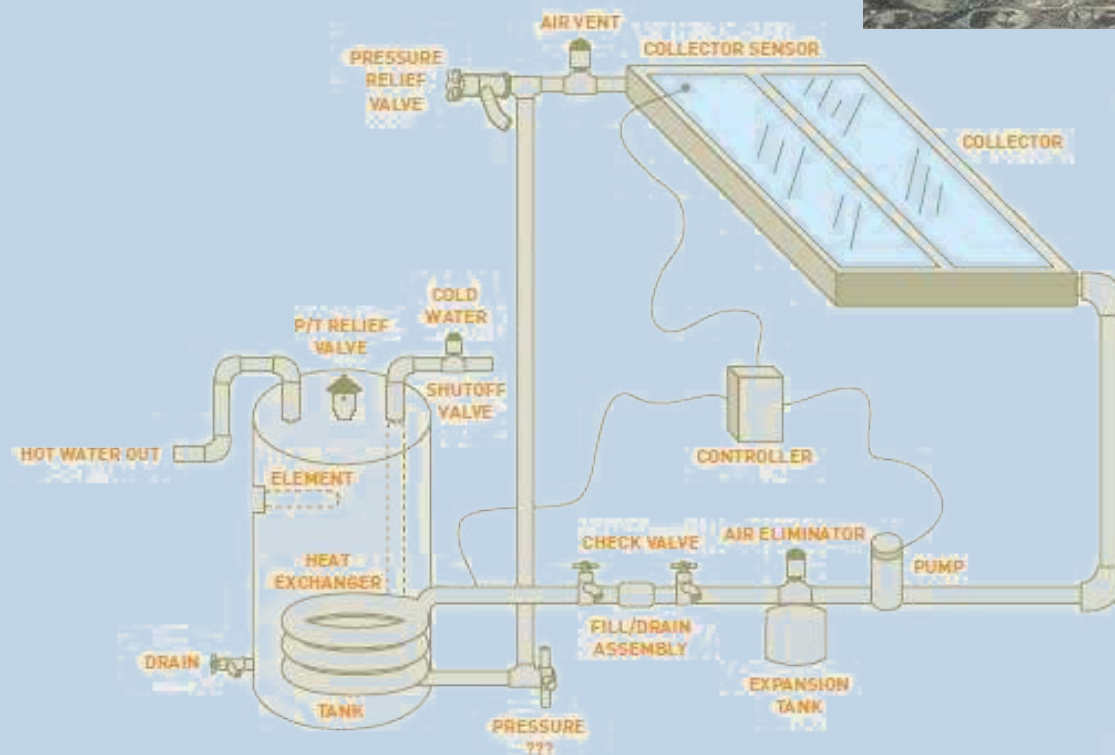 AIR VENT
COLLECTOR SENSOR
PRESSURE
RELIEF
VALVE
COLLECTOR
COLD
WATER
P/T RELIEF
VALVE
SHUTOFF
VALVE
HOT WATER OUT
CONTROLLER
ELEMENT
CHECK VALVE
AIR ELIMINATOR
PUMP
HEAT
EXCHANGER
FILL/DRAIN
ASSEMBLY
DRAIN
EXPANSION
TANK
TANK
PRESSURE
???